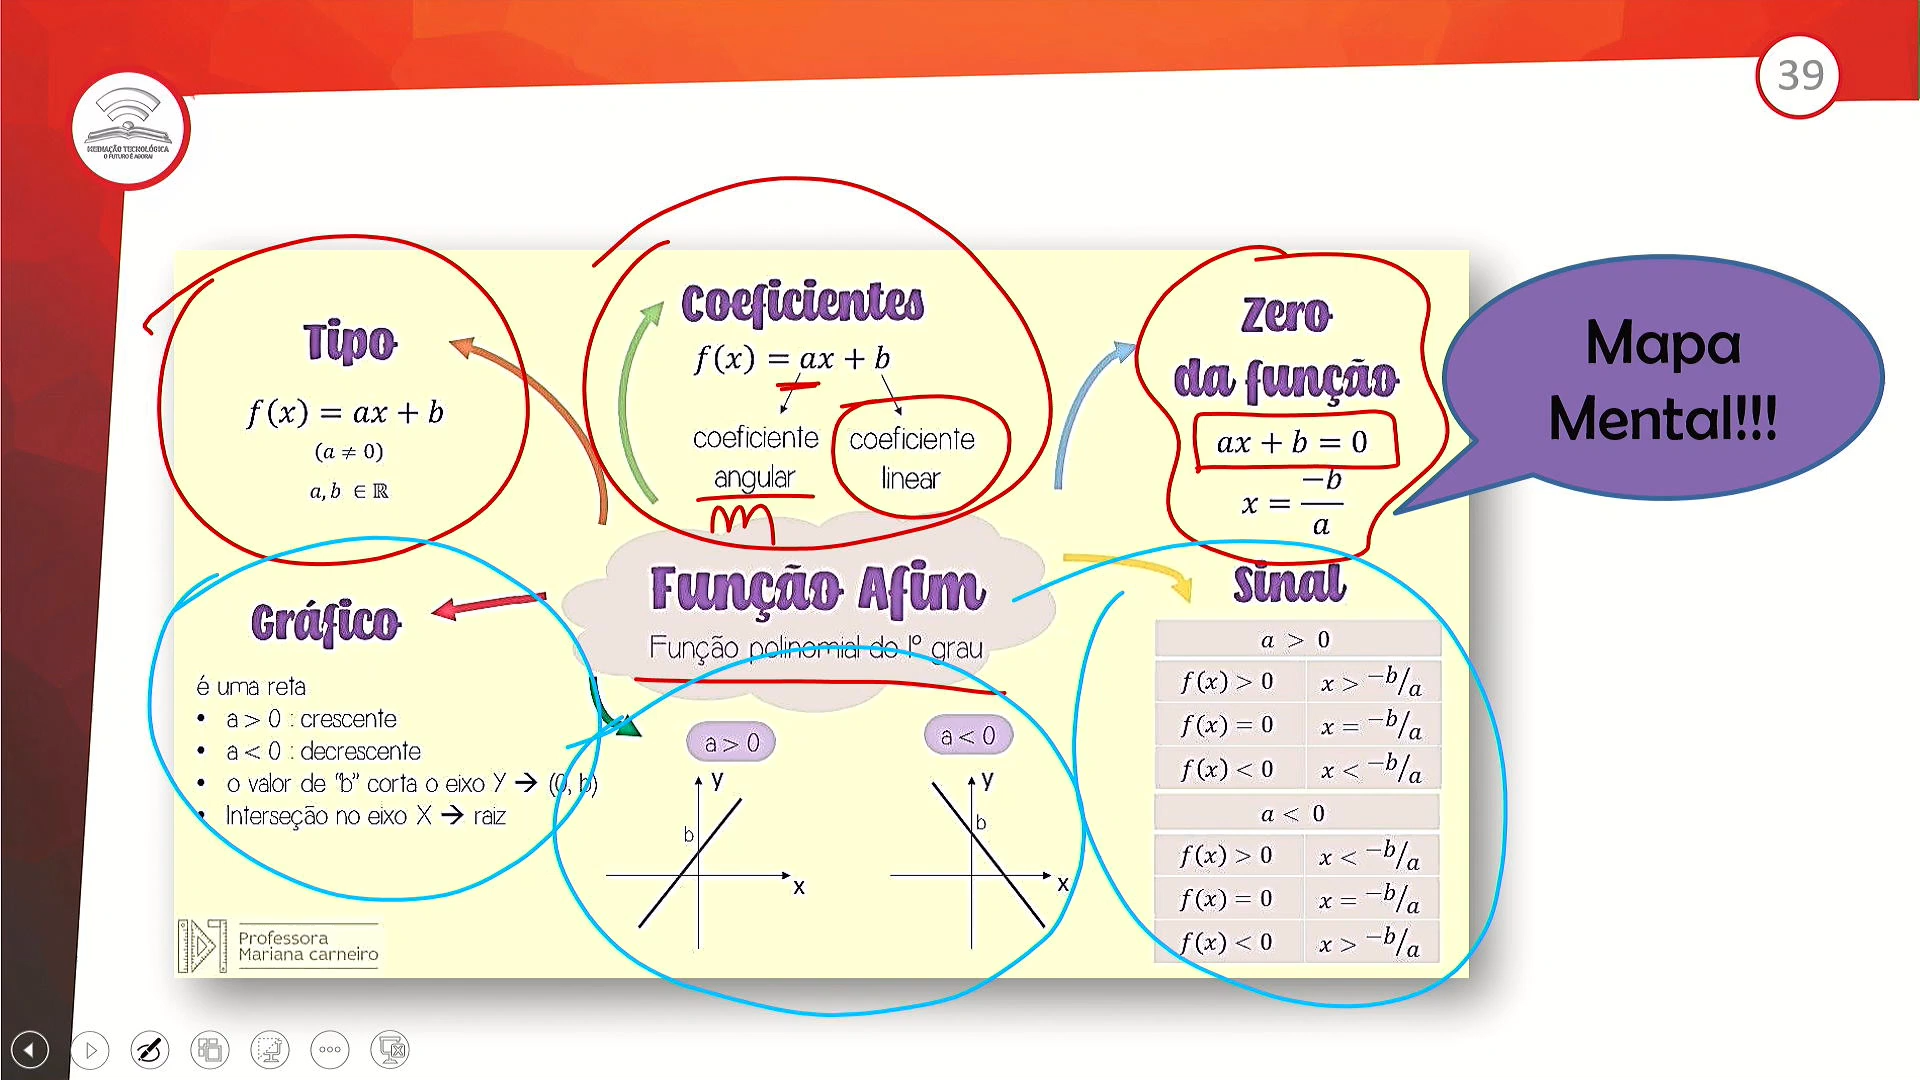 39
MEDIAÇÃO TECNOLÓGICA
O FUTURO É AGORA!
Tipo
f(x) = ax + b
(a ≠ 0)
a, b ∈ ℝ
Coeficientes
f(x) = ax + b
coeficiente angular
coeficiente linear
m
Zero
da função
ax + b = 0
x = -b/a
Mapa
Mental!!!
Função Afim
Função polinomial do 1º grau
Gráfico
é uma reta
• a > 0 : crescente
• a < 0 : decrescente
• o valor de "b" corta o eixo Y → (0, b)
• Interseção no eixo X → raiz
a > 0
y
b
x
a < 0
y
b
x
Sinal
a > 0
f(x) > 0 x > -b/a
f(x) = 0 x = -b/a
f(x) < 0 x < -b/a
a < 0
f(x) > 0 x < -b/a
f(x) = 0 x = -b/a
f(x) < 0 x > -b/a
Professora
Mariana carneiro